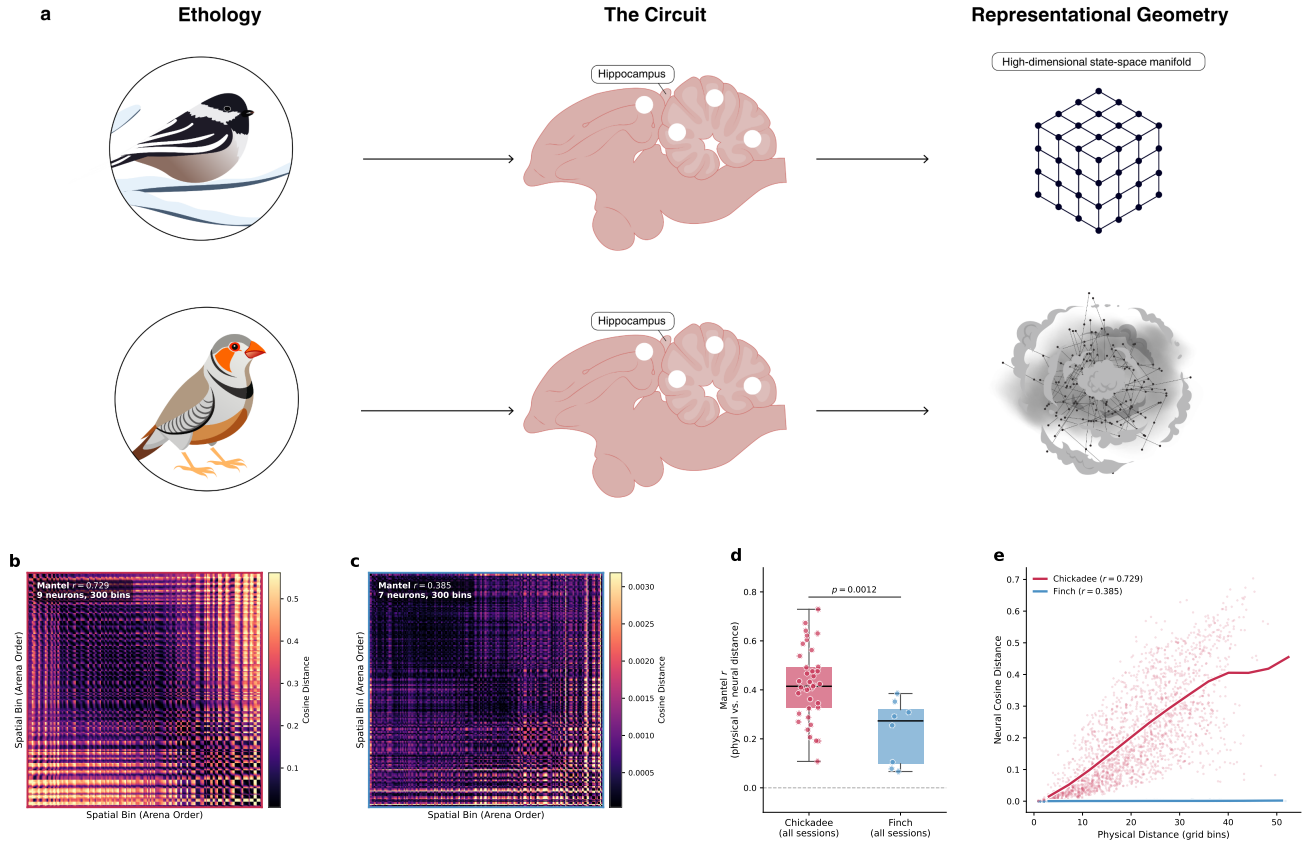 a
Ethology
The Circuit
Representational Geometry
Hippocampus
High-dimensional state-space manifold
Hippocampus
b
Mantel r = 0.729
9 neurons, 300 bins
Spatial Bin (Arena Order)
Spatial Bin (Arena Order)
0.5
0.4
0.3
0.2
0.1
Cosine Distance
c
Mantel r = 0.385
7 neurons, 300 bins
Spatial Bin (Arena Order)
Spatial Bin (Arena Order)
0.0030
0.0025
0.0020
0.0015
0.0010
0.0005
Cosine Distance
d
p = 0.0012
Mantel r
(physical vs. neural distance)
0.8
0.6
0.4
0.2
0.0
Chickadee
(all sessions)
Finch
(all sessions)
e
Chickadee (r = 0.729)
Finch (r = 0.385)
Neural Cosine Distance
0.7
0.6
0.5
0.4
0.3
0.2
0.1
0.0
0 10 20 30 40 50
Physical Distance (grid bins)